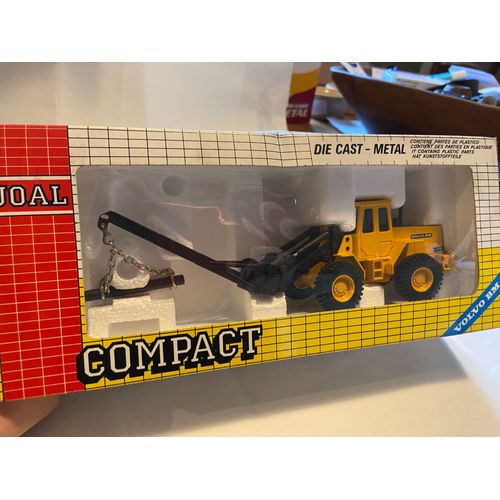 JOAL
DIE CAST - METAL
CONTIENE PARTES DE PLASTICO
CONTIENT DES PARTIES EN PLASTIQUE
IT CONTAINS PLASTIC PARTS
HAT KUNSTSTOFFTEILE
COMPACT
VOLVO BM